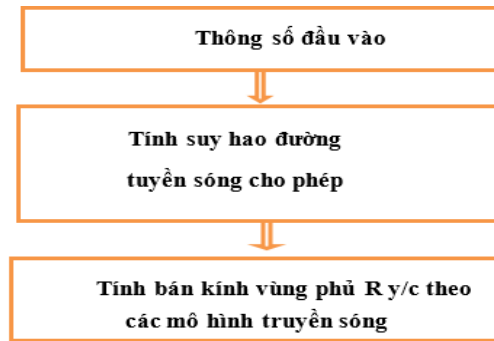 Thông số đầu vào
Tính suy hao đường
tuyền sóng cho phép
Tính bán kính vùng phủ R y/c theo
các mô hình truyền sóng